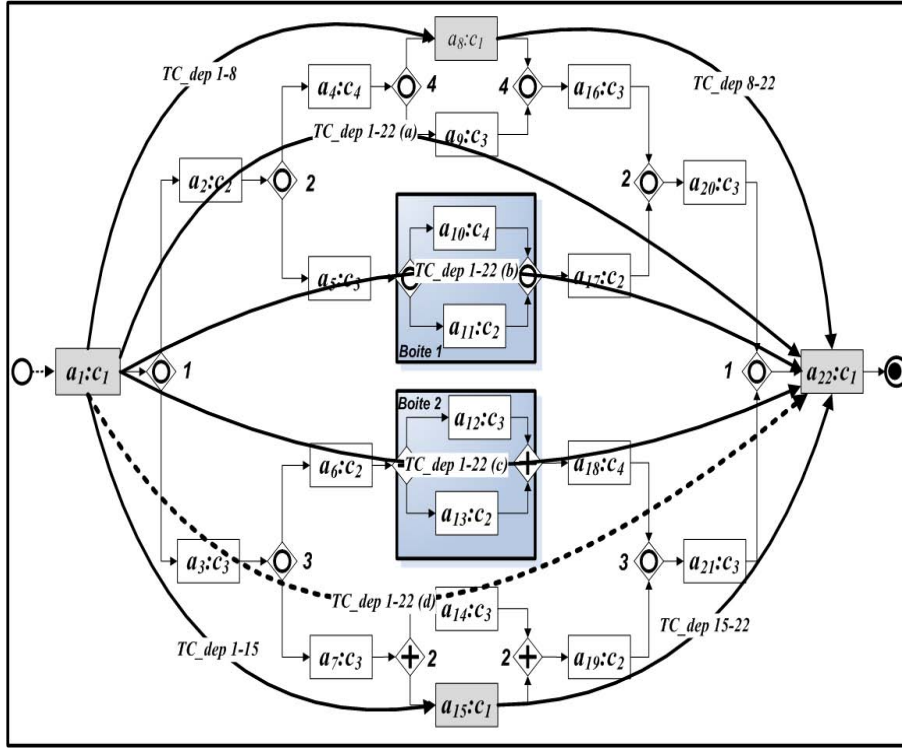 a8:c1
TC_dep 1-8
a4:c4
4
4
a16:c3
TC_dep 8-22
TC_dep 1-22 (a)
a9:c3
a2:c2
2
2
a20:c3
a10:c4
a5:c3
TC_dep 1-22 (b)
a17:c2
a11:c2
Boite 1
a1:c1
1
1
a22:c1
Boite 2
a12:c3
a6:c2
TC_dep 1-22 (c)
a18:c4
a13:c2
a3:c3
3
3
a21:c3
TC_dep 1-22 (d)
a14:c3
TC_dep 1-15
TC_dep 15-22
a7:c3
2
2
a19:c2
a15:c1